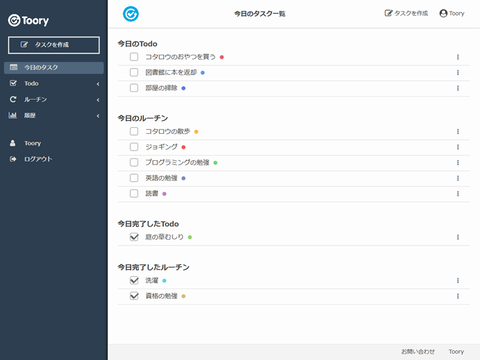 Toory
タスクを作成
今日のタスク
Todo
ルーチン
履歴
Toory
ログアウト
今日のタスク一覧
タスクを作成
Toory
今日のTodo
コタロウのおやつを買う
図書館に本を返却
部屋の掃除
今日のルーチン
コタロウの散歩
ジョギング
プログラミングの勉強
英語の勉強
読書
今日完了したTodo
庭の草むしり
今日完了したルーチン
洗濯
資格の勉強
お問い合わせ
Toory